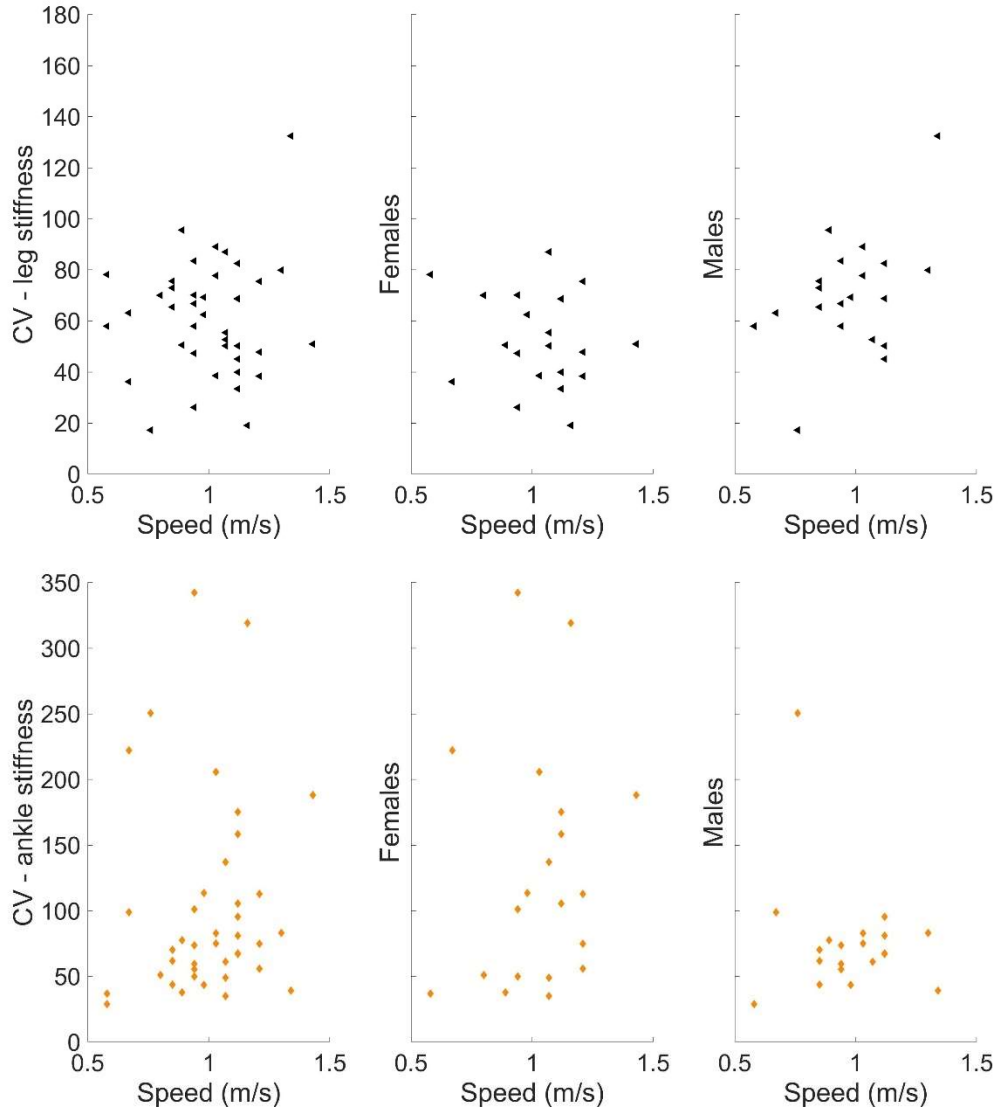 CV - leg stiffness
180
160
140
120
100
80
60
40
20
0
0.5 1 1.5
Speed (m/s)
Females
0.5 1 1.5
Speed (m/s)
Males
0.5 1 1.5
Speed (m/s)
CV - ankle stiffness
350
300
250
200
150
100
50
0
0.5 1 1.5
Speed (m/s)
Females
0.5 1 1.5
Speed (m/s)
Males
0.5 1 1.5
Speed (m/s)